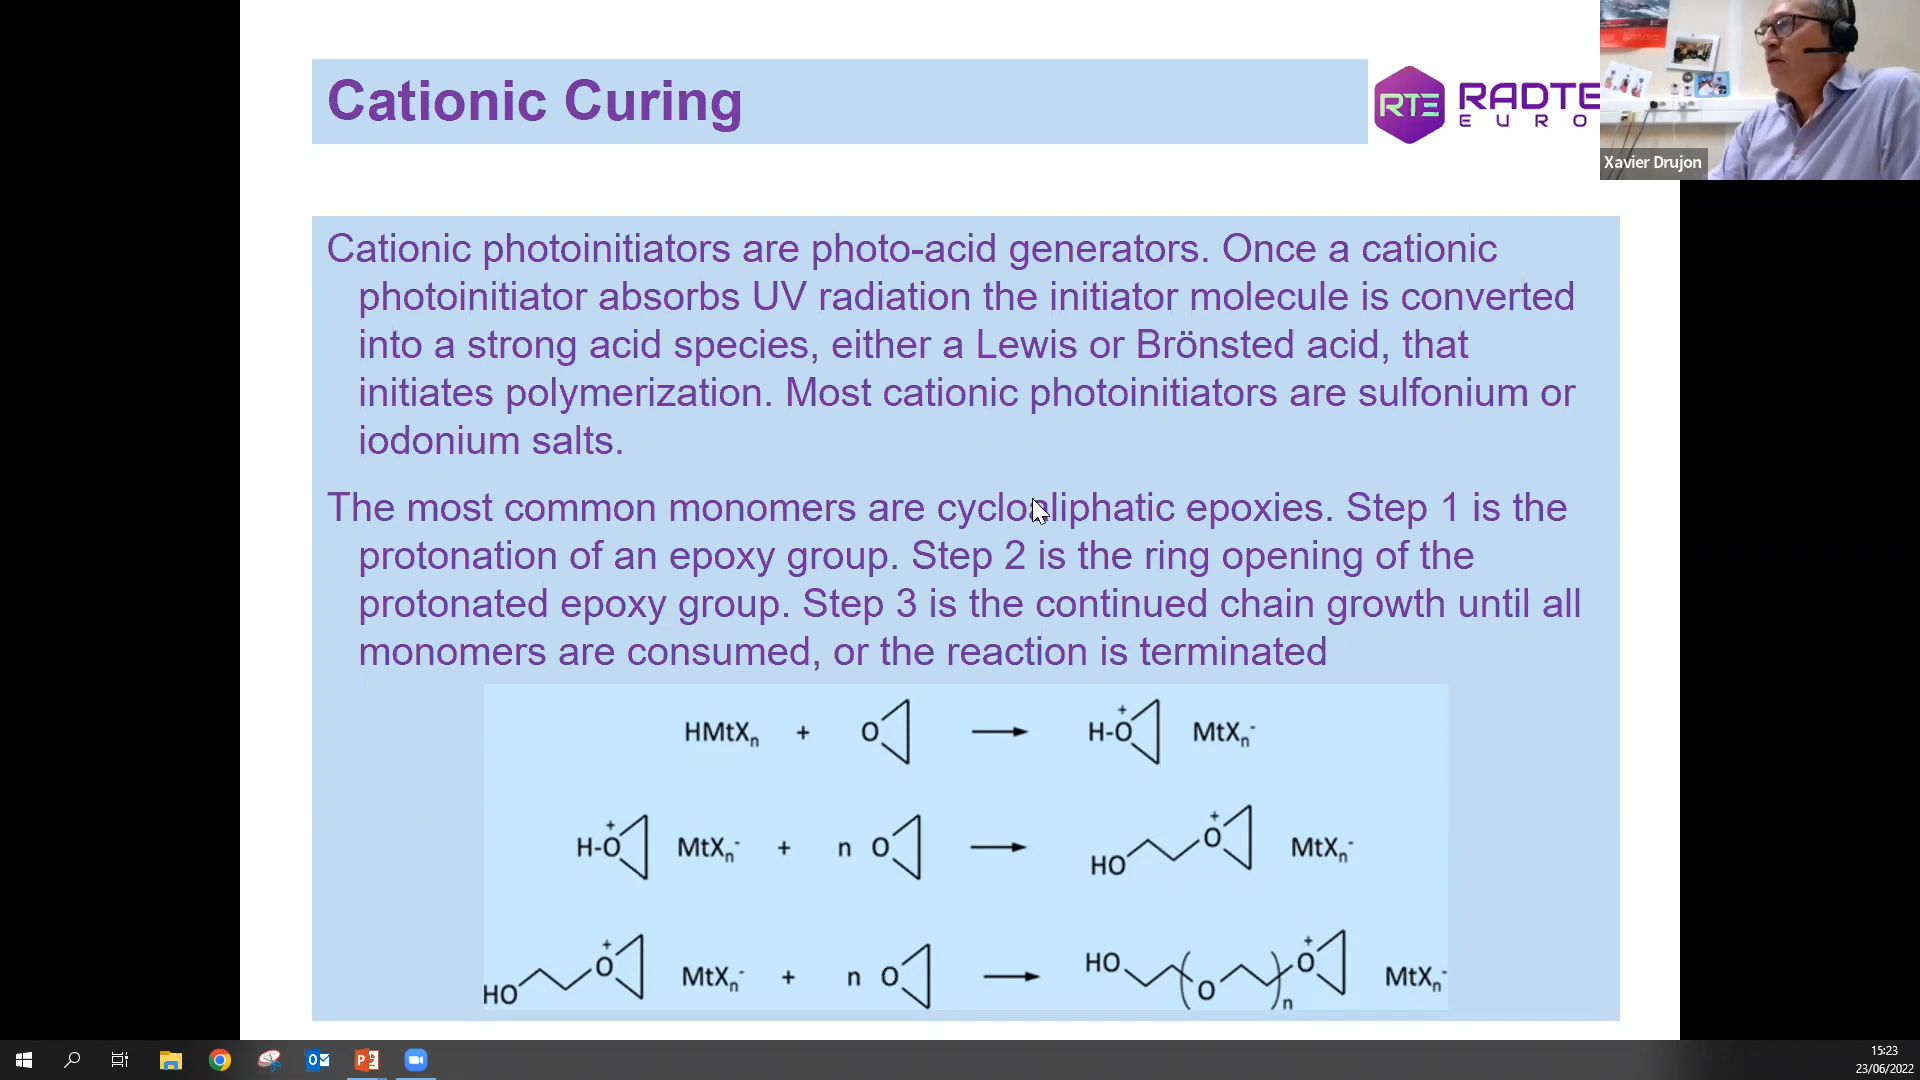 Cationic Curing
RTE RADTE
EURO
Xavier Drujon
Cationic photoinitiators are photo-acid generators. Once a cationic
photoinitiator absorbs UV radiation the initiator molecule is converted
into a strong acid species, either a Lewis or Brönsted acid, that
initiates polymerization. Most cationic photoinitiators are sulfonium or
iodonium salts.
The most common monomers are cycloaliphatic epoxies. Step 1 is the
protonation of an epoxy group. Step 2 is the ring opening of the
protonated epoxy group. Step 3 is the continued chain growth until all
monomers are consumed, or the reaction is terminated
HMtXn + O H-O+ MtXn-
H-O+ MtXn- + n O HO O+ MtXn-
HO O+ MtXn- + n O HO (O)n O+ MtXn-
15:23
23/06/2022